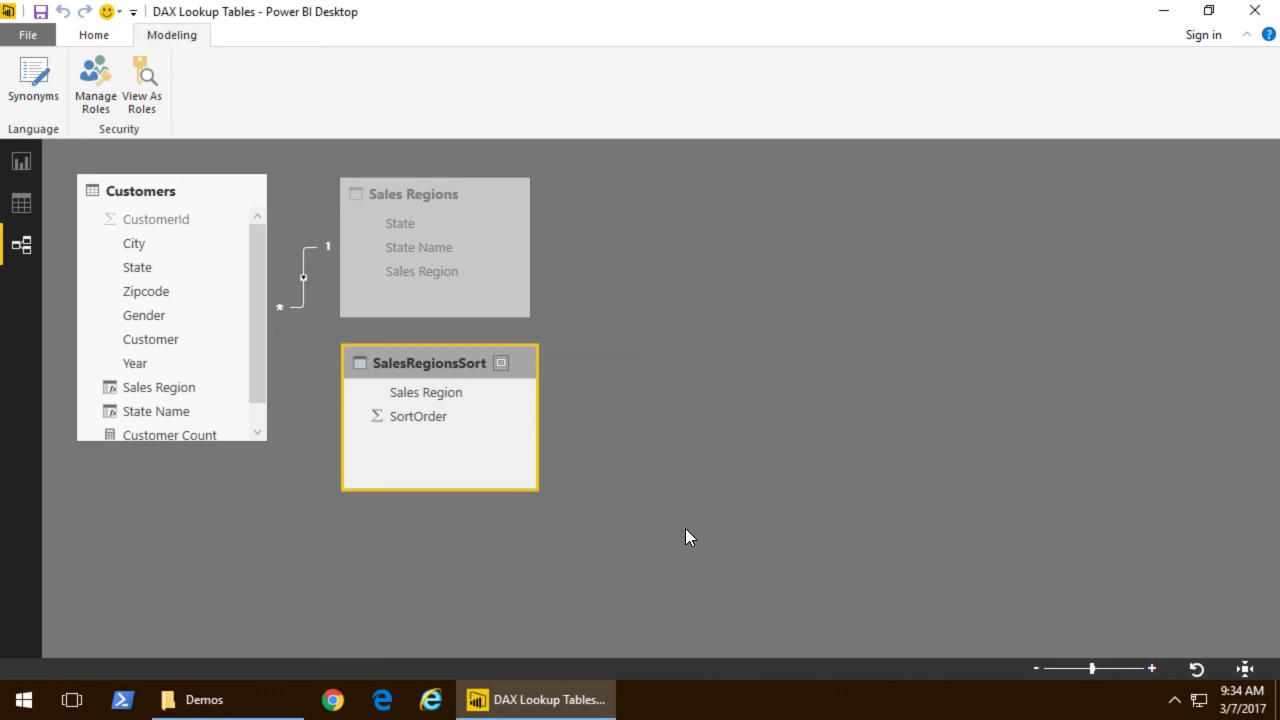 DAX Lookup Tables - Power BI Desktop
File
Home
Modeling
Sign in
?
Synonyms
Manage Roles
View As Roles
Language
Security
Customers
CustomerId
City
State
Zipcode
Gender
Customer
Year
Sales Region
State Name
Customer Count
1
*
Sales Regions
State
State Name
Sales Region
SalesRegionsSort
Sales Region
Σ SortOrder
- +
Demos
DAX Lookup Tables...
9:34 AM
3/7/2017